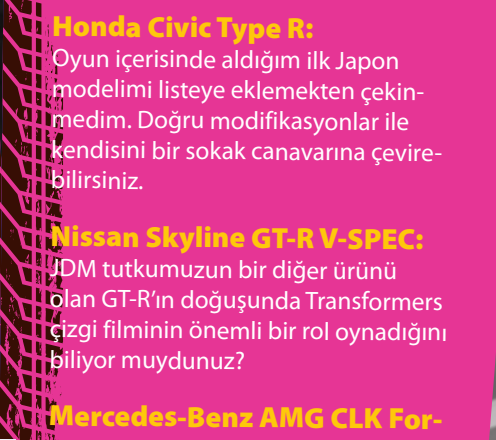 Honda Civic Type R:
Oyun içerisinde aldığım ilk Japon
modelimi listeye eklemekten çekin-
medim. Doğru modifikasyonlar ile
kendisini bir sokak canavarına çevire-
bilirsiniz.
Nissan Skyline GT-R V-SPEC:
JDM tutkumuzun bir diğer ürünü
olan GT-R’ın doğuşunda Transformers
çizgi filminin önemli bir rol oynadığını
biliyor muydunuz?
Mercedes-Benz AMG CLK For-